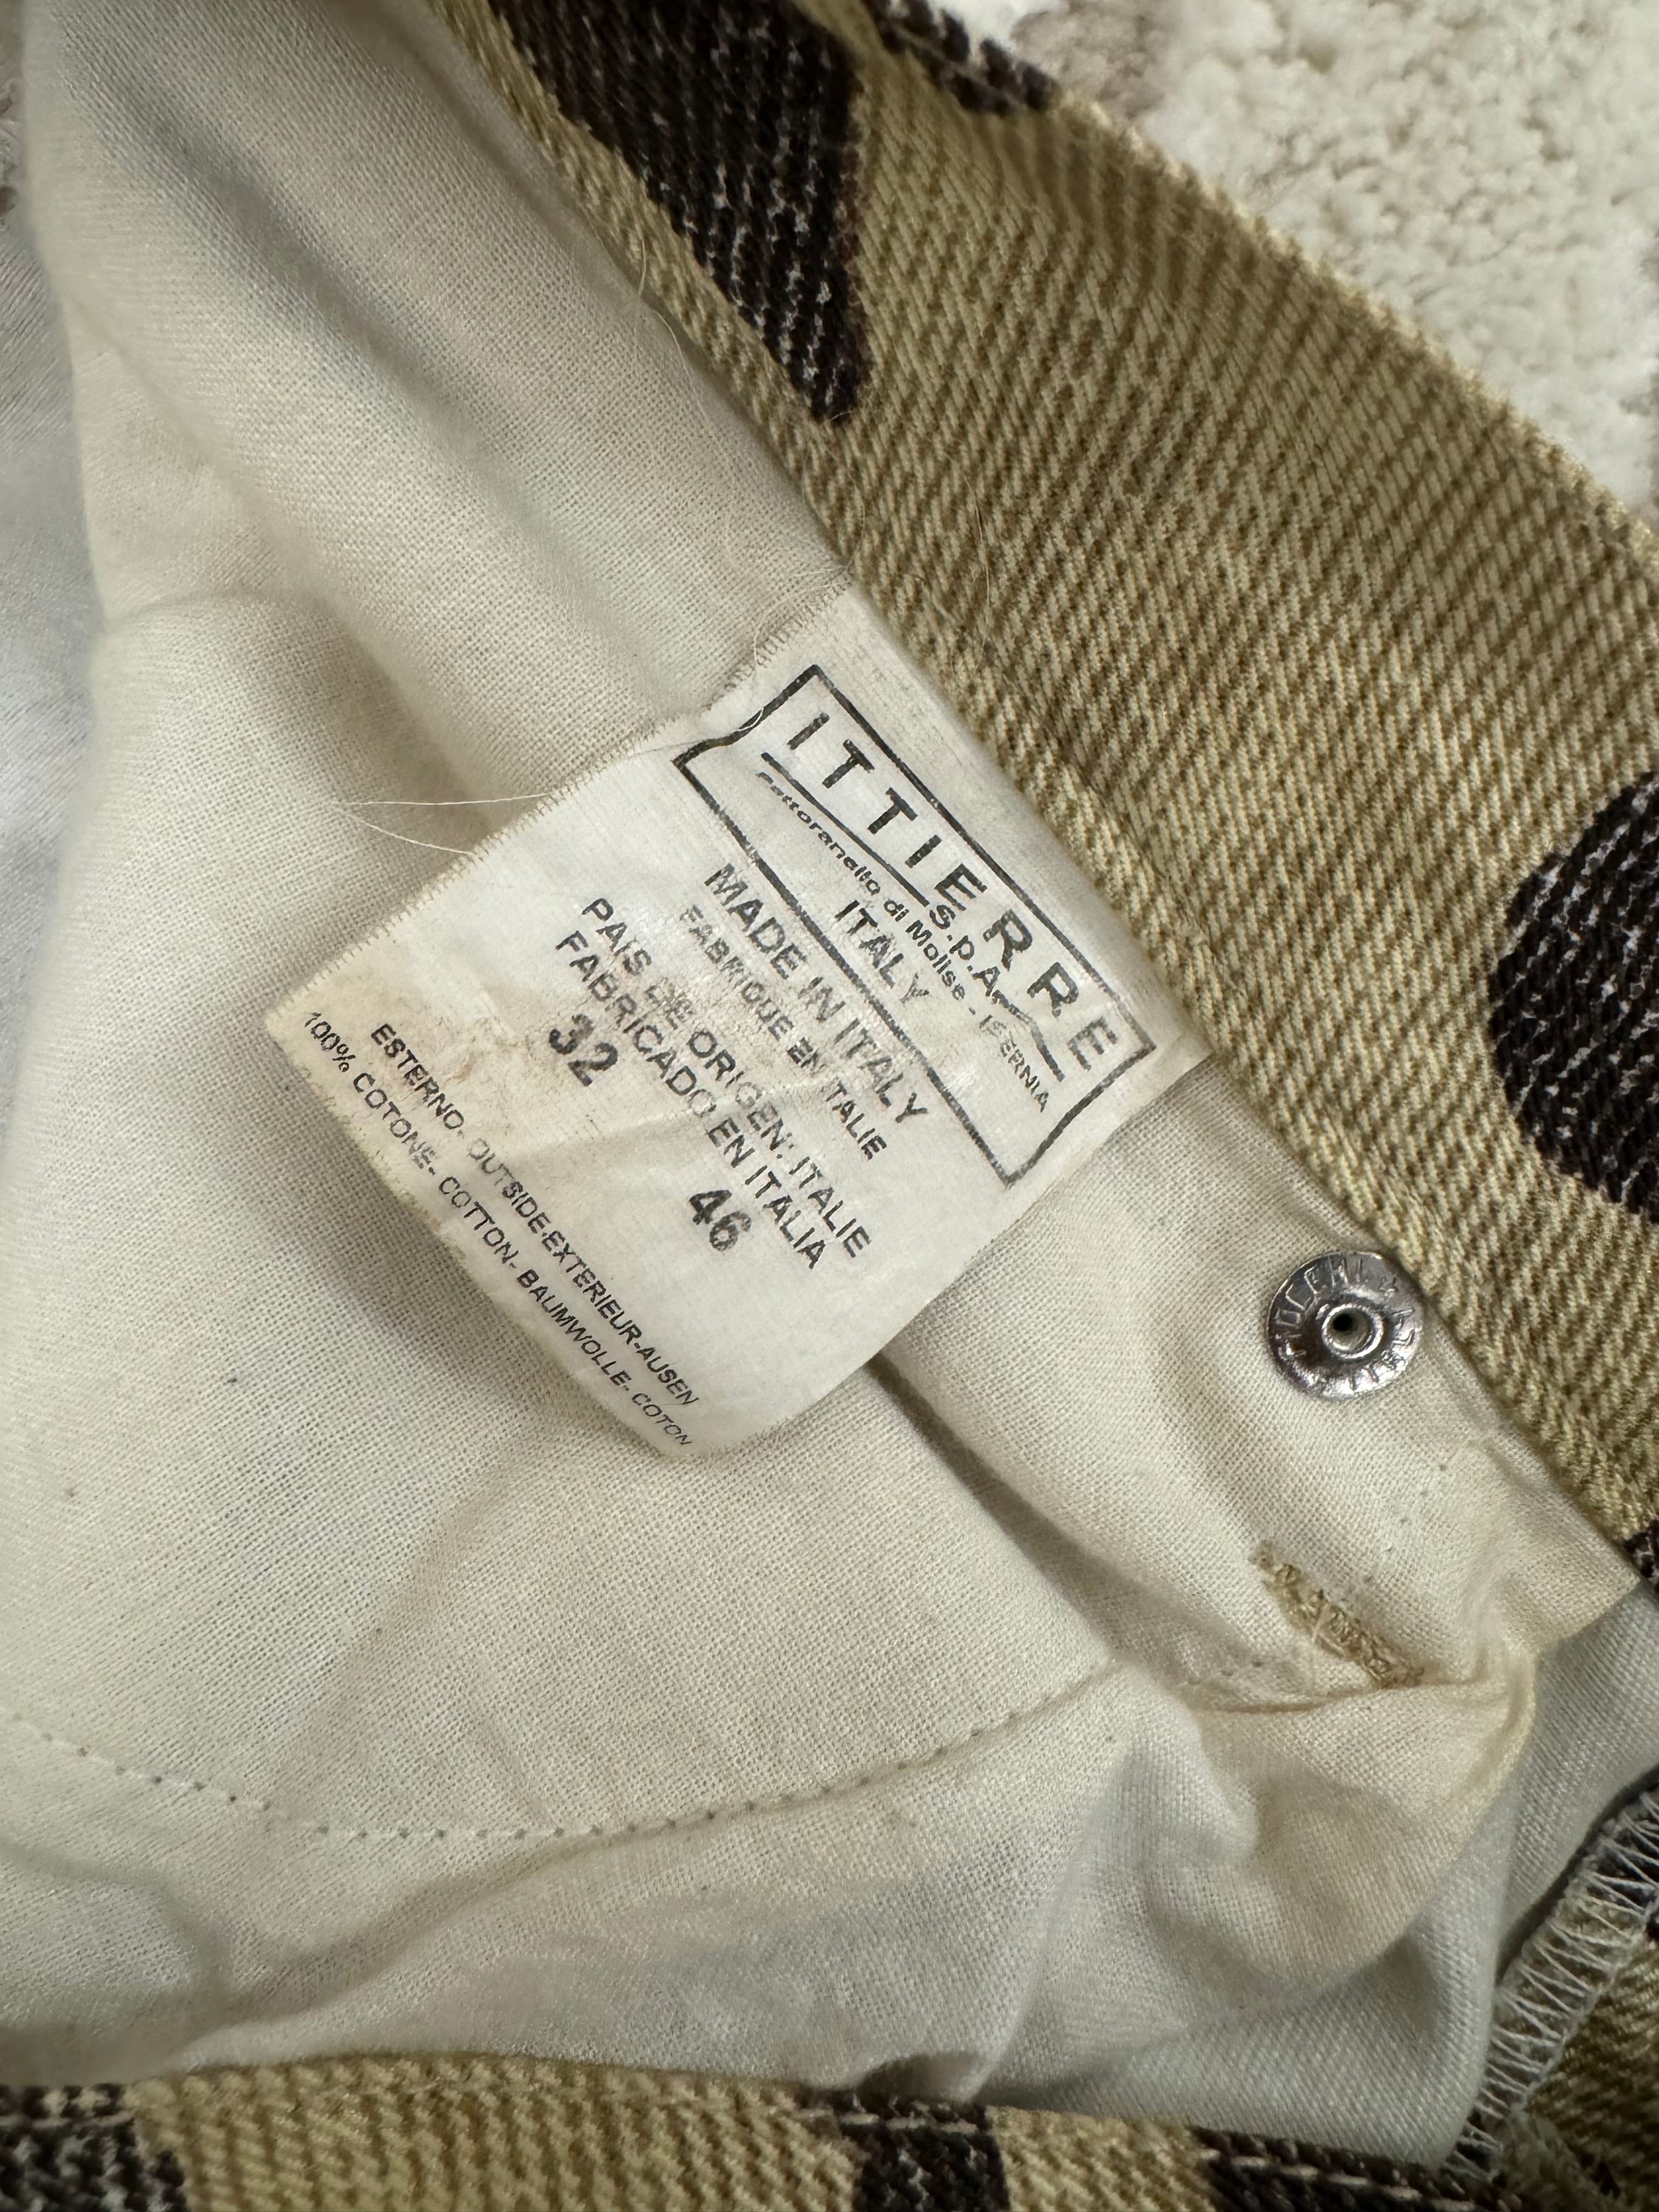 ITTIERRE
S.p.A.
Pettoranello di Molise - ISERNIA
ITALY
MADE IN ITALY
FABRIQUE EN ITALIE
PAIS DE ORIGEN: ITALIE
FABRICADO EN ITALIA
32 46
ESTERNO-OUTSIDE-EXTERIEUR-AUSEN
100% COTONE- COTTON- BAUMWOLLE- COTON